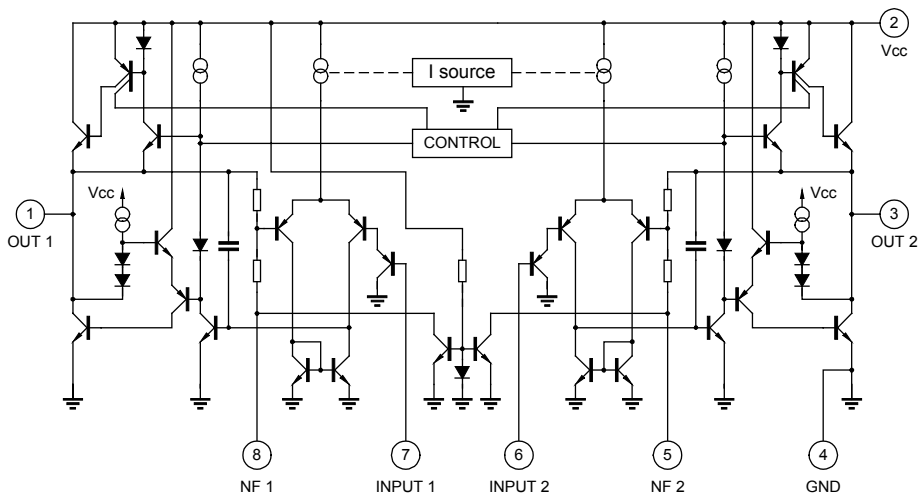 2
Vcc
I source
CONTROL
Vcc
Vcc
1
OUT 1
3
OUT 2
8
7
6
5
4
NF 1
INPUT 1
INPUT 2
NF 2
GND